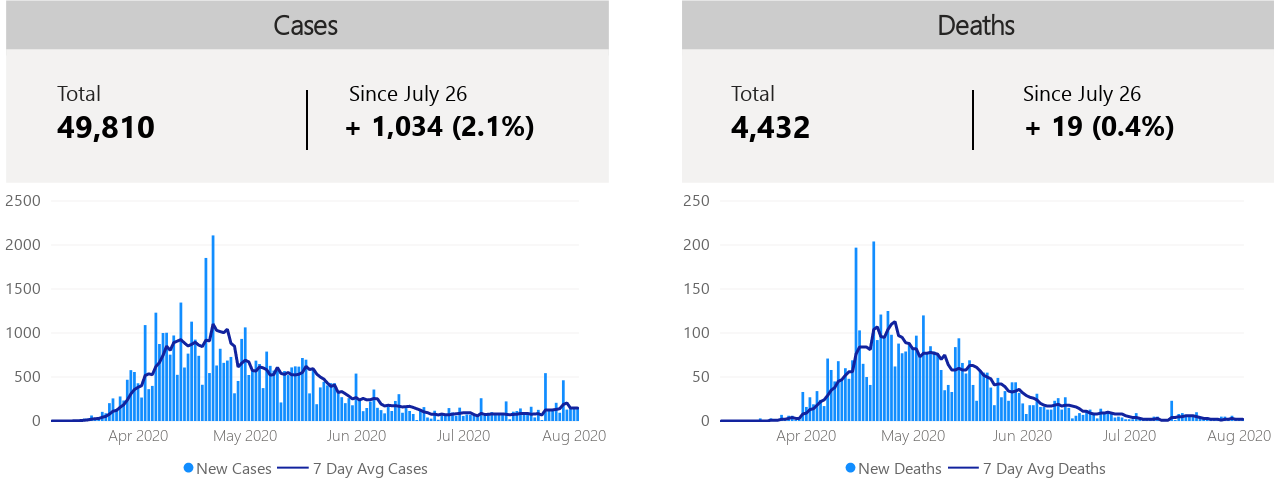 Cases
Total
49,810
Since July 26
+ 1,034 (2.1%)
2500
2000
1500
1000
500
0
Apr 2020 May 2020 Jun 2020 Jul 2020 Aug 2020
New Cases 7 Day Avg Cases
Deaths
Total
4,432
Since July 26
+ 19 (0.4%)
250
200
150
100
50
0
Apr 2020 May 2020 Jun 2020 Jul 2020 Aug 2020
New Deaths 7 Day Avg Deaths